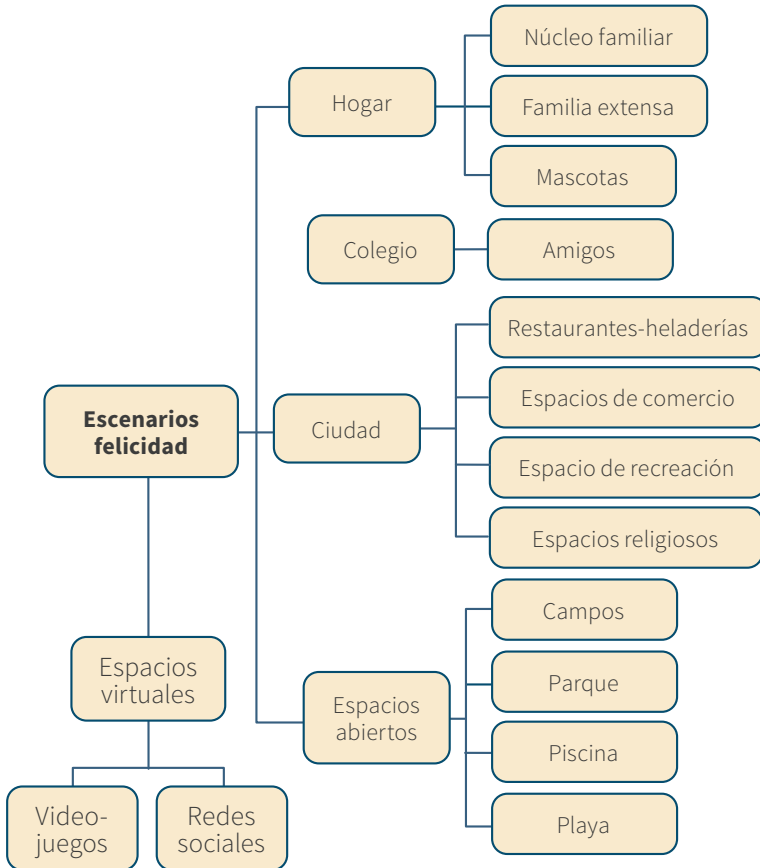 Núcleo familiar
Hogar
Familia extensa
Mascotas
Colegio
Amigos
Restaurantes-heladerías
Espacios de comercio
Escenarios
felicidad
Ciudad
Espacio de recreación
Espacios religiosos
Campos
Espacios
virtuales
Parque
Espacios
abiertos
Piscina
Video-
juegos
Redes
sociales
Playa